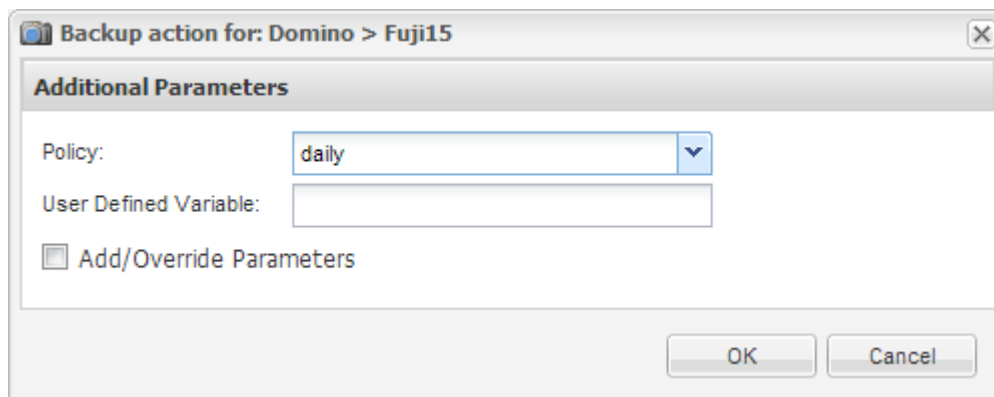 Backup action for: Domino > Fuji15
Additional Parameters
Policy: daily
User Defined Variable:
Add/Override Parameters
OK Cancel